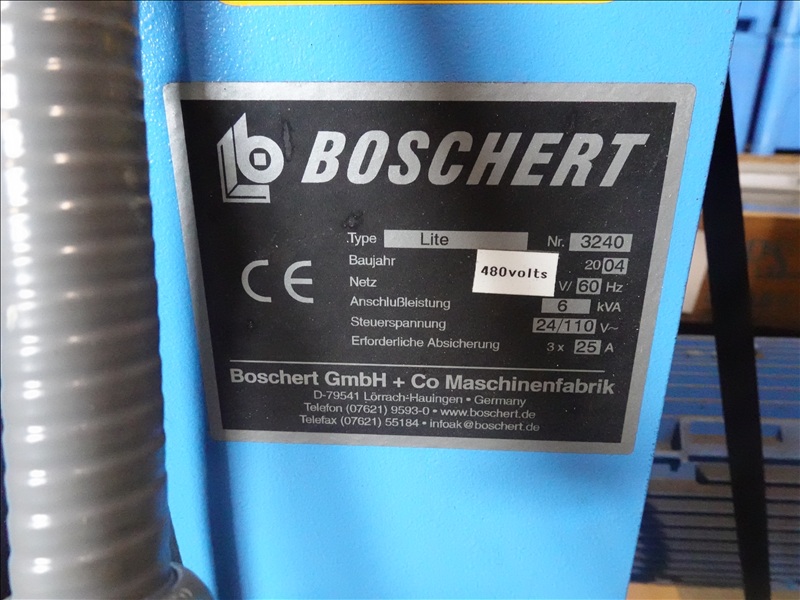 BOSCHERT
Type Lite Nr. 3240
Baujahr 2004
Netz 480volts V/ 60 Hz
Anschlußleistung 6 kVA
Steuerspannung 24/110 V~
Erforderliche Absicherung 3 x 25 A
CE
Boschert GmbH + Co Maschinenfabrik
D-79541 Lörrach-Hauingen • Germany
Telefon (07621) 9593-0 • www.boschert.de
Telefax (07621) 55184 • infoak@boschert.de